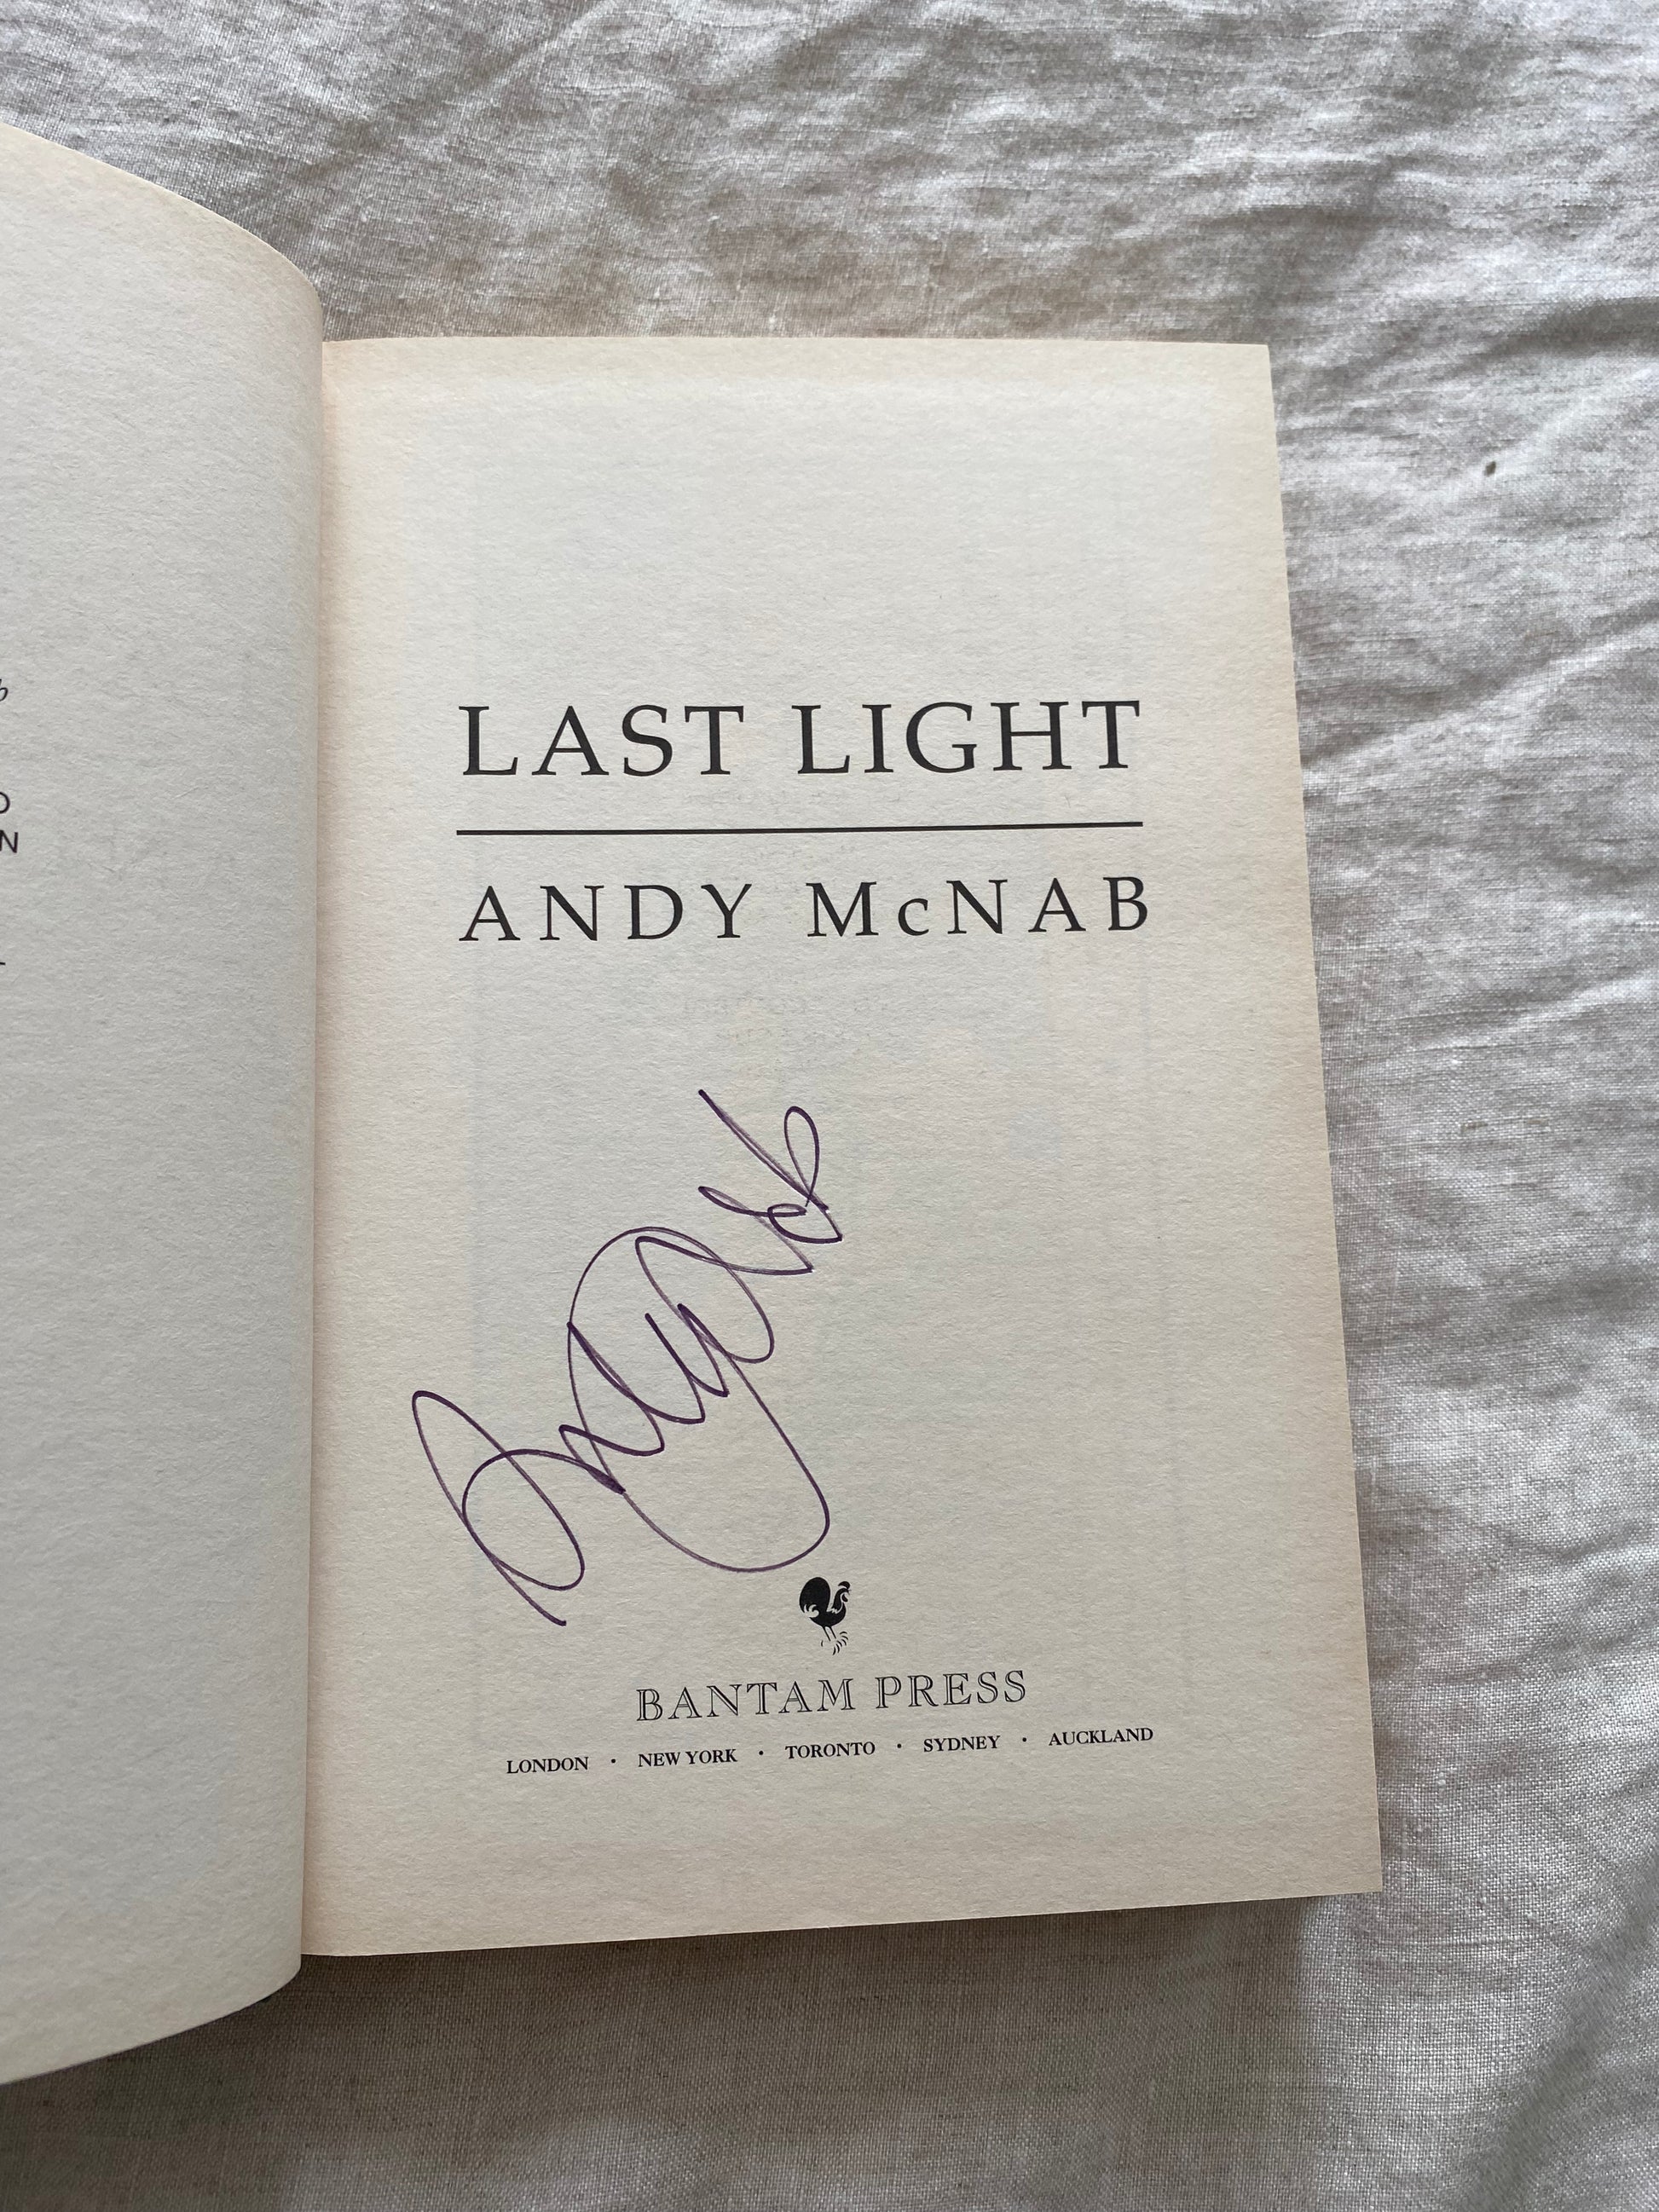 LAST LIGHT
ANDY McNAB
BANTAM PRESS
LONDON • NEW YORK • TORONTO • SYDNEY • AUCKLAND